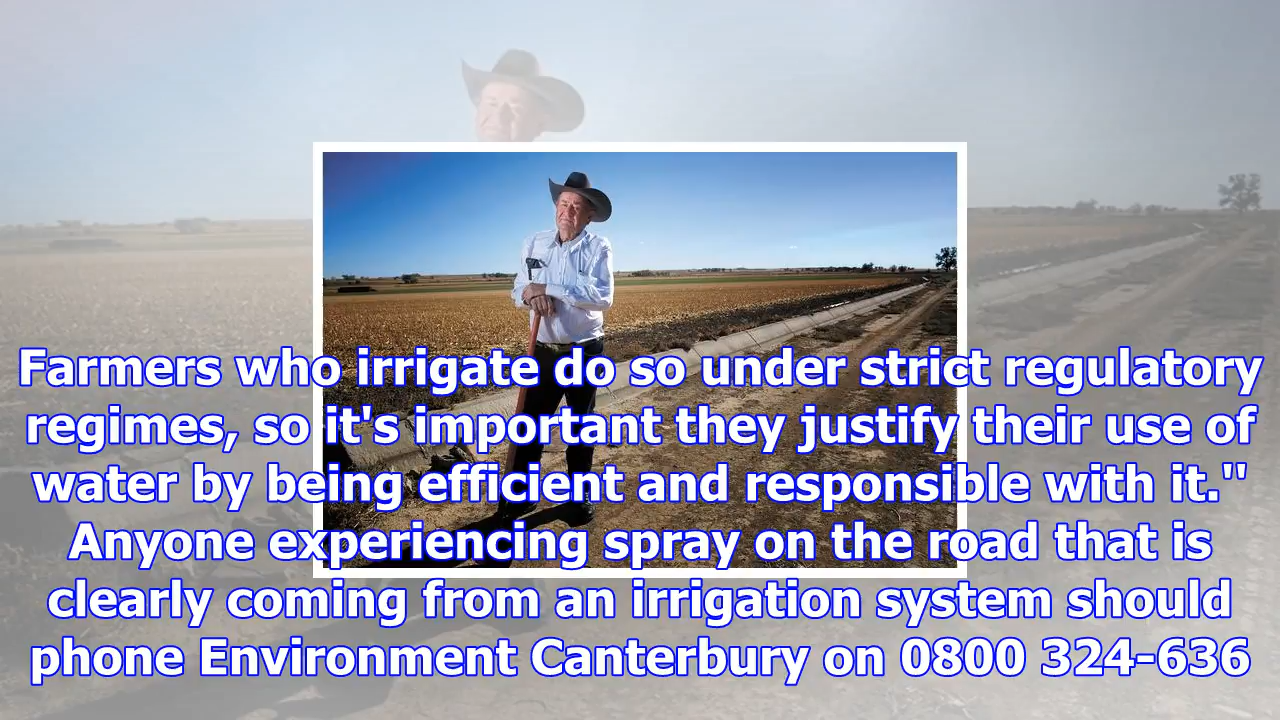 Farmers who irrigate do so under strict regulatory
regimes, so it's important they justify their use of
water by being efficient and responsible with it."
Anyone experiencing spray on the road that is
clearly coming from an irrigation system should
phone Environment Canterbury on 0800 324-636